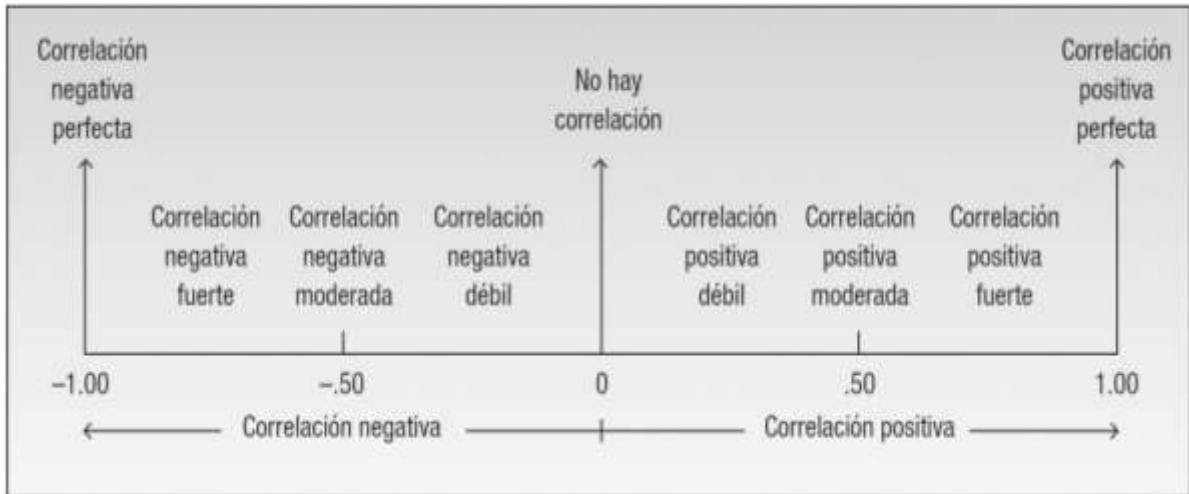 Correlación
negativa
perfecta
No hay
correlación
Correlación
positiva
perfecta
Correlación
negativa
fuerte
Correlación
negativa
moderada
Correlación
negativa
débil
Correlación
positiva
débil
Correlación
positiva
moderada
Correlación
positiva
fuerte
–1.00
–.50
0
.50
1.00
Correlación negativa
Correlación positiva